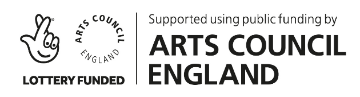 ARTS COUNCIL
ENGLAND
LOTTERY FUNDED
Supported using public funding by
ARTS COUNCIL
ENGLAND